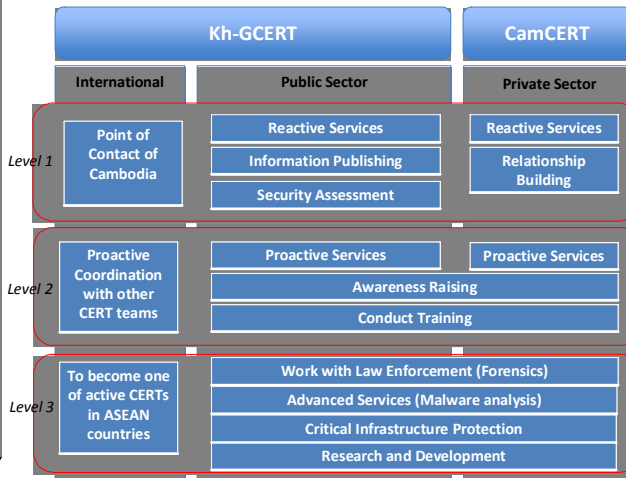 Kh-GCERT
CamCERT
International
Public Sector
Private Sector
Level 1
Point of
Contact of
Cambodia
Reactive Services
Information Publishing
Security Assessment
Reactive Services
Relationship
Building
Level 2
Proactive
Coordination
with other
CERT teams
Proactive Services
Proactive Services
Awareness Raising
Conduct Training
Level 3
To become one
of active CERTs
in ASEAN
countries
Work with Law Enforcement (Forensics)
Advanced Services (Malware analysis)
Critical Infrastructure Protection
Research and Development